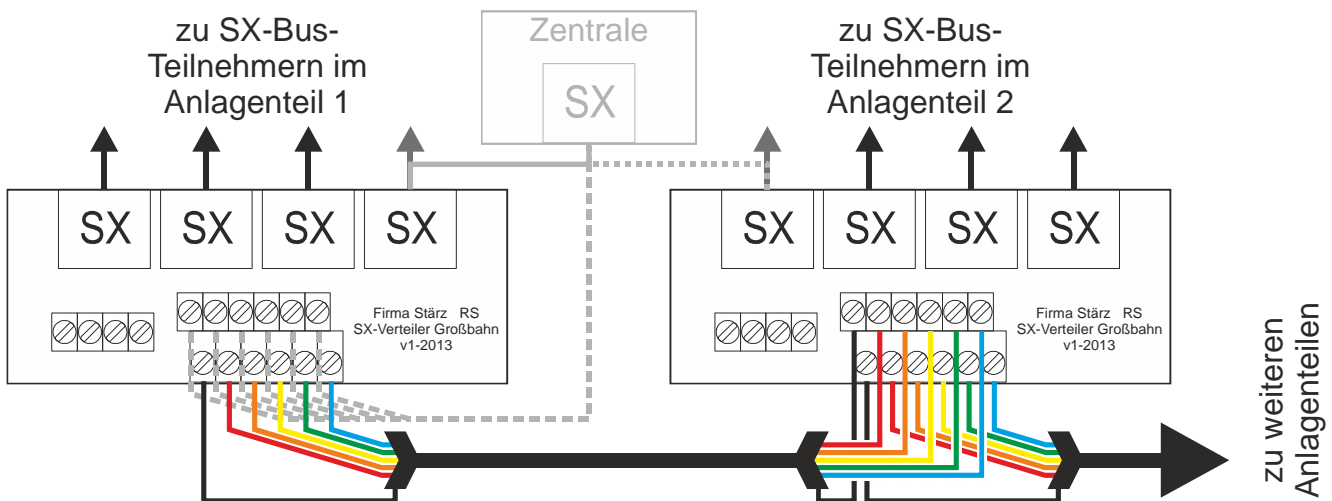 zu SX-Bus-
Teilnehmern im
Anlagenteil 1
Zentrale
SX
zu SX-Bus-
Teilnehmern im
Anlagenteil 2
SX
SX
SX
SX
Firma Stärz RS
SX-Verteiler Großbahn
v1-2013
SX
SX
SX
SX
Firma Stärz RS
SX-Verteiler Großbahn
v1-2013
zu weiteren
Anlagenteilen